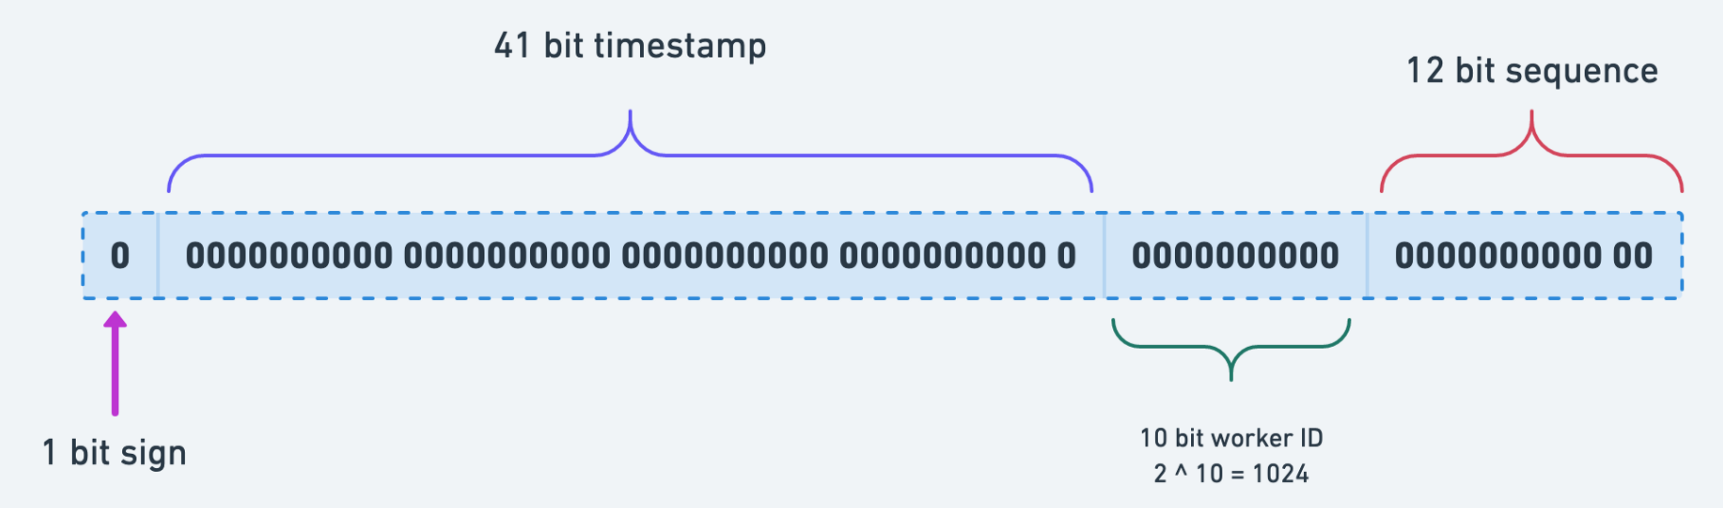 41 bit timestamp
12 bit sequence
0 0000000000 0000000000 0000000000 0000000000 0 0000000000 0000000000 00
1 bit sign
10 bit worker ID
2 ^ 10 = 1024